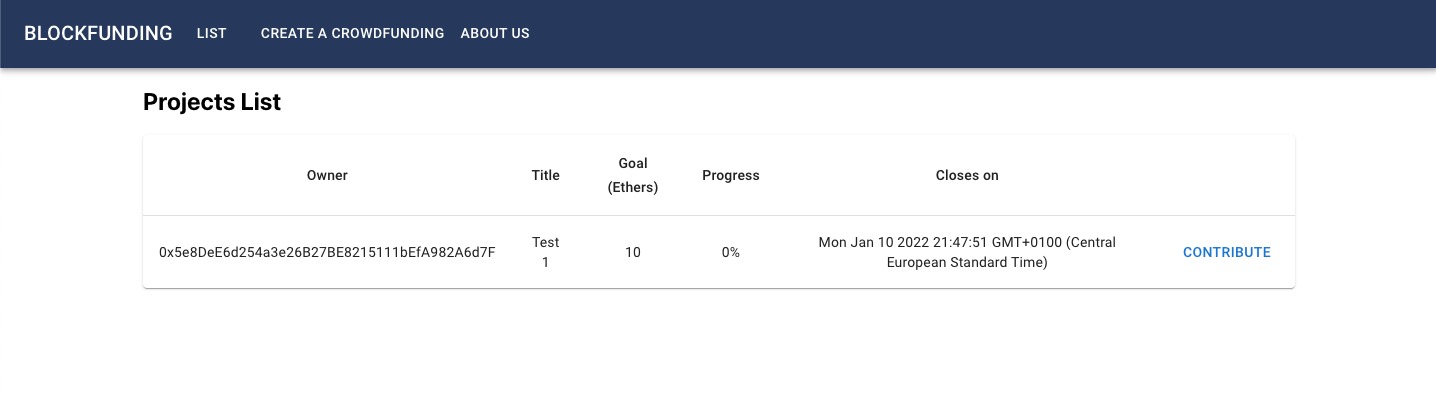 BLOCKFUNDING LIST CREATE A CROWDFUNDING ABOUT US
Projects List
Owner Title Goal (Ethers) Progress Closes on
0x5e8DeE6d254a3e26B27BE8215111bEfA982A6d7F Test 1 10 0% Mon Jan 10 2022 21:47:51 GMT+0100 (Central European Standard Time) CONTRIBUTE